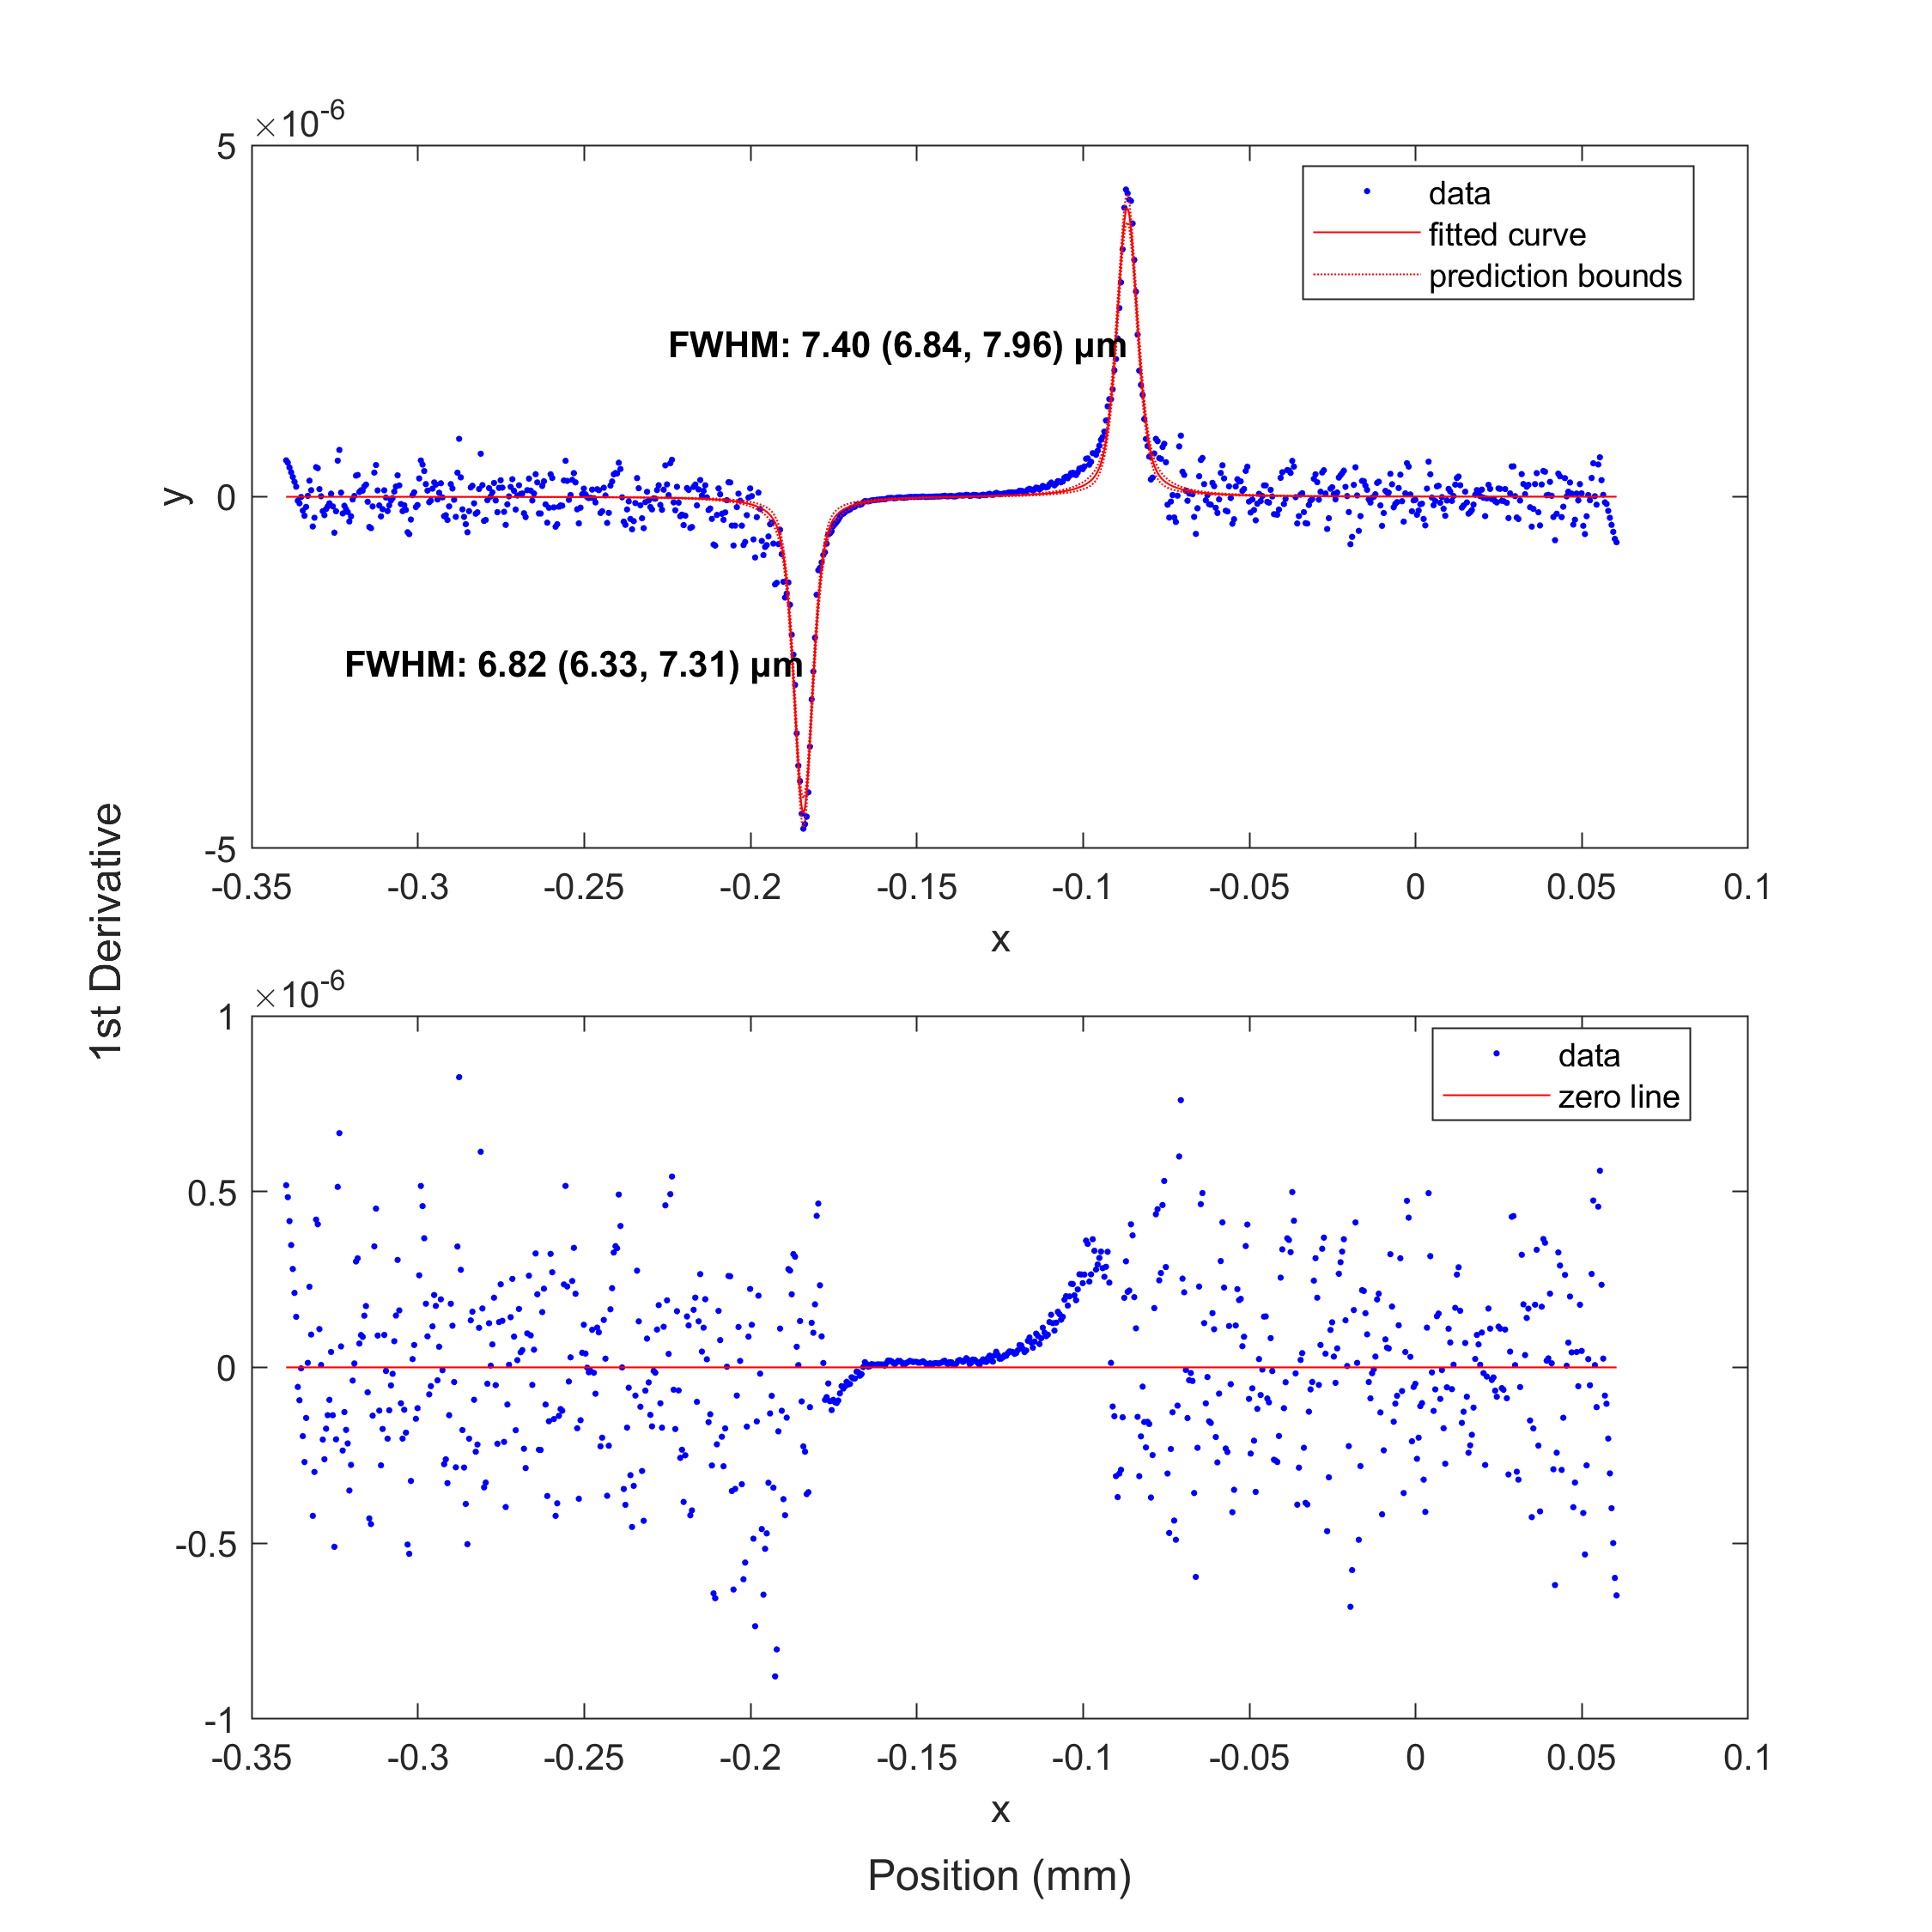 ×10-6
5
0
-5
y
data
fitted curve
prediction bounds
FWHM: 7.40 (6.84, 7.96) µm
FWHM: 6.82 (6.33, 7.31) µm
-0.35 -0.3 -0.25 -0.2 -0.15 -0.1 -0.05 0 0.05 0.1
x
1st Derivative
×10-6
1
0.5
0
-0.5
-1
data
zero line
-0.35 -0.3 -0.25 -0.2 -0.15 -0.1 -0.05 0 0.05 0.1
x
Position (mm)